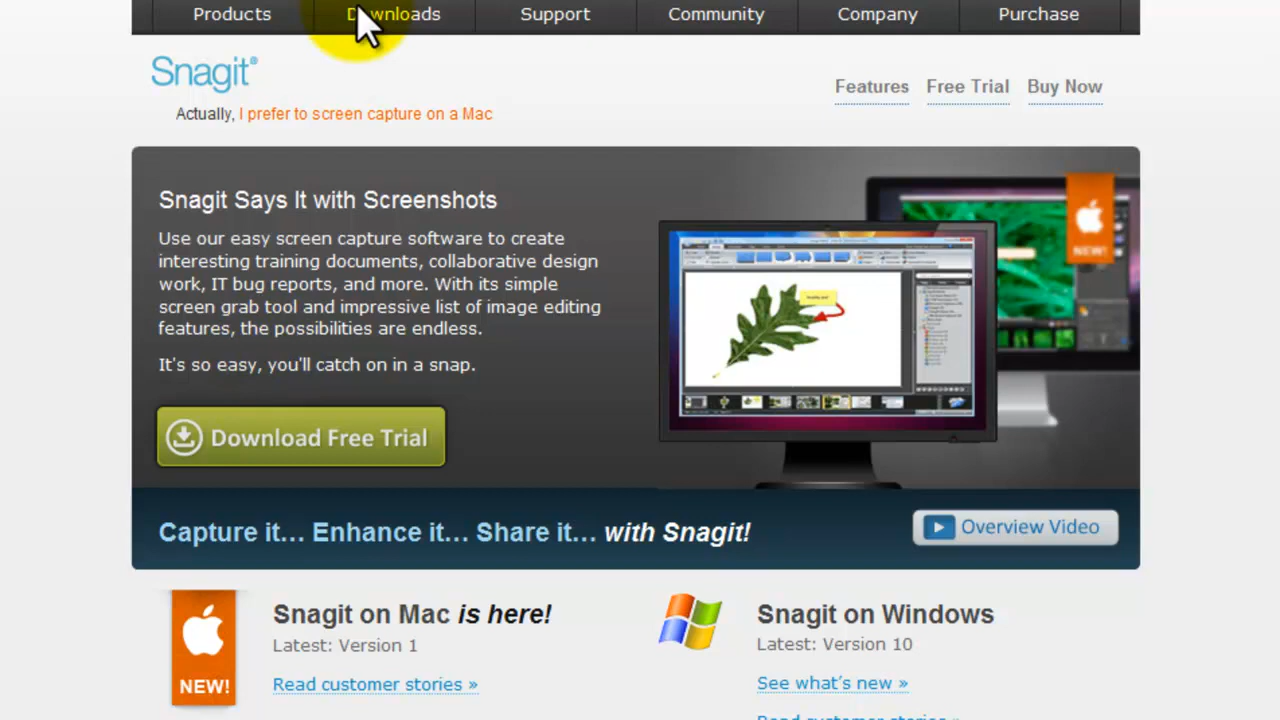 Products Downloads Support Community Company Purchase
Snagit®
Features Free Trial Buy Now
Actually, I prefer to screen capture on a Mac
Snagit Says It with Screenshots
Use our easy screen capture software to create
interesting training documents, collaborative design
work, IT bug reports, and more. With its simple
screen grab tool and impressive list of image editing
features, the possibilities are endless.
It's so easy, you'll catch on in a snap.
NEW!
Download Free Trial
Capture it... Enhance it... Share it... with Snagit!
Overview Video
NEW!
Snagit on Mac is here!
Latest: Version 1
Read customer stories »
Snagit on Windows
Latest: Version 10
See what's new »
Read customer stories »